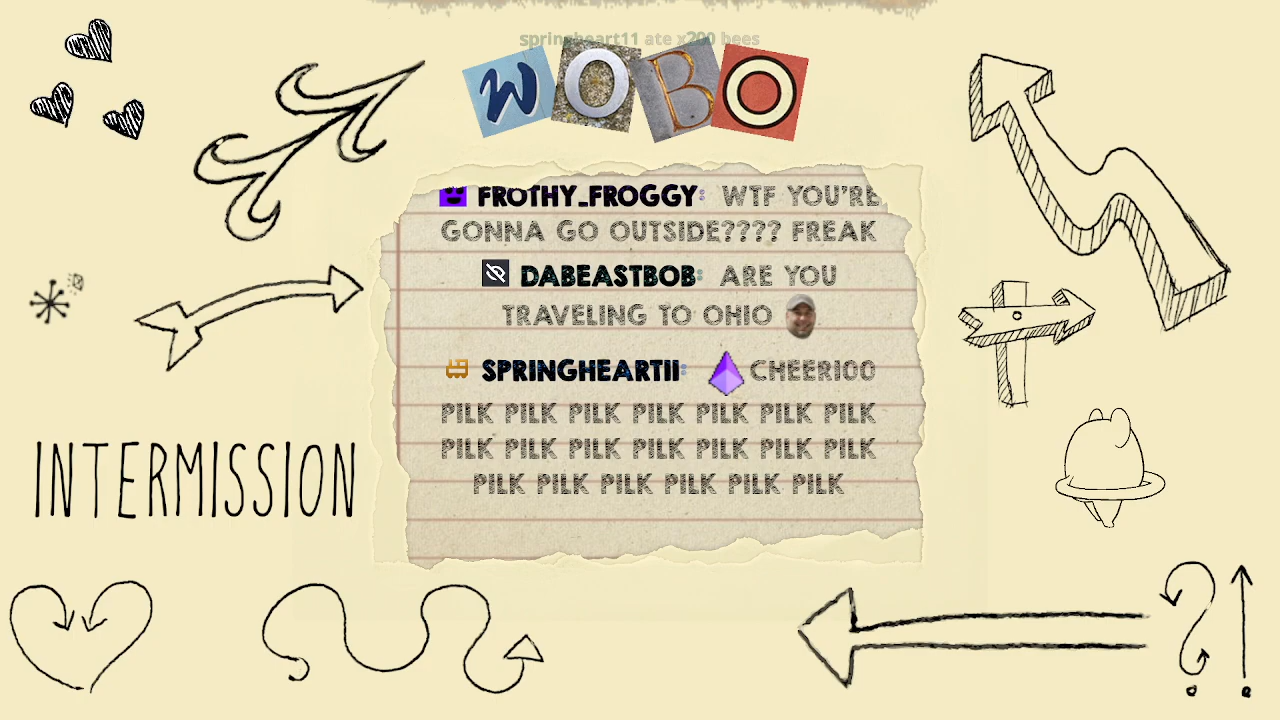 springheart11 ate x200 bees
WOBO
FROTHY_FROGGY: WTF YOU'RE
GONNA GO OUTSIDE???? FREAK
DABEASTBOB: ARE YOU
TRAVELING TO OHIO
SPRINGHEART11: CHEER100
PILK PILK PILK PILK PILK PILK PILK
PILK PILK PILK PILK PILK PILK PILK
PILK PILK PILK PILK PILK PILK
INTERMISSION
?!